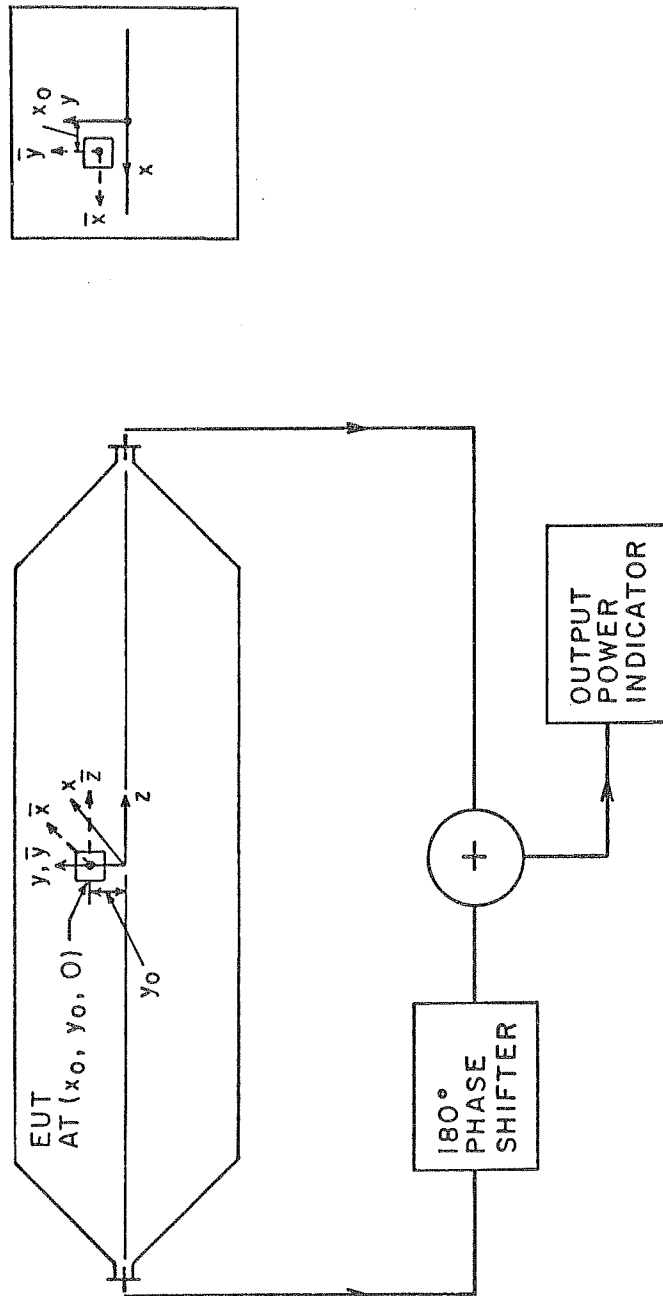 EUT
AT (x₀, y₀, 0)
y, y̅
x̅
x
z̅
z
y₀
180°
PHASE
SHIFTER
+
OUTPUT
POWER
INDICATOR
y̅
x₀
y
x̅
x